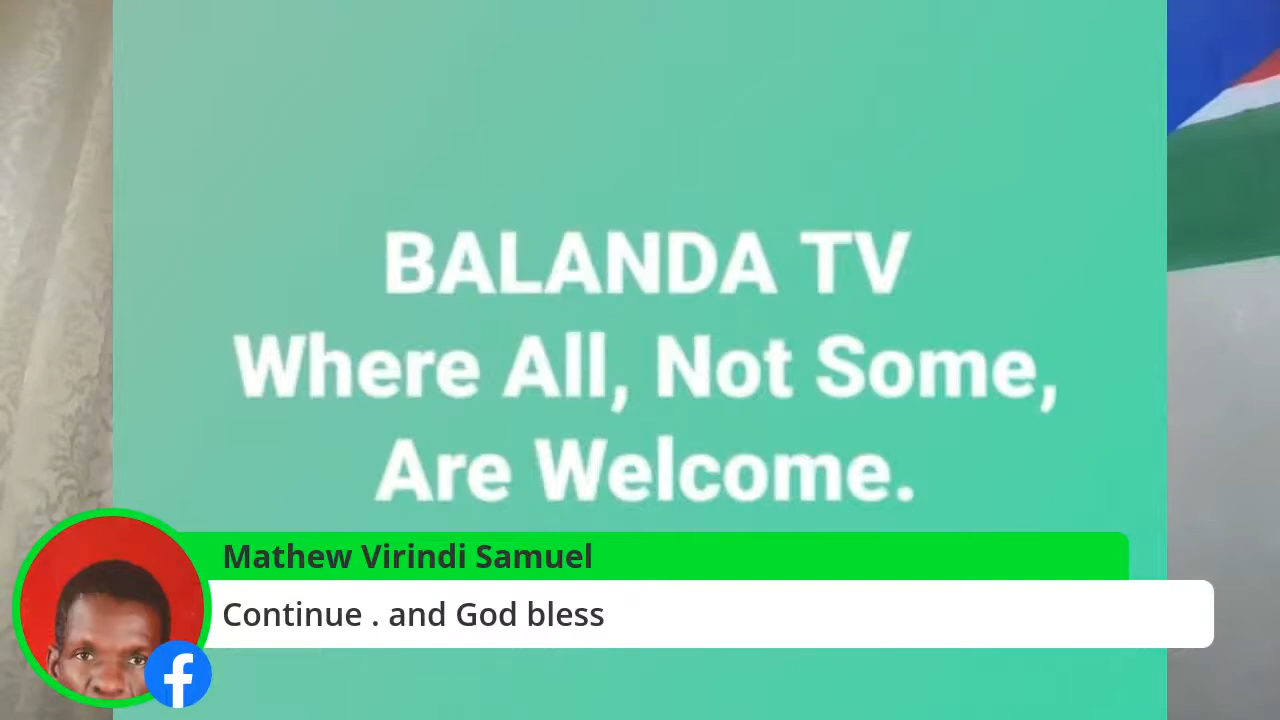 BALANDA TV
Where All, Not Some,
Are Welcome.
Mathew Virindi Samuel
Continue . and God bless